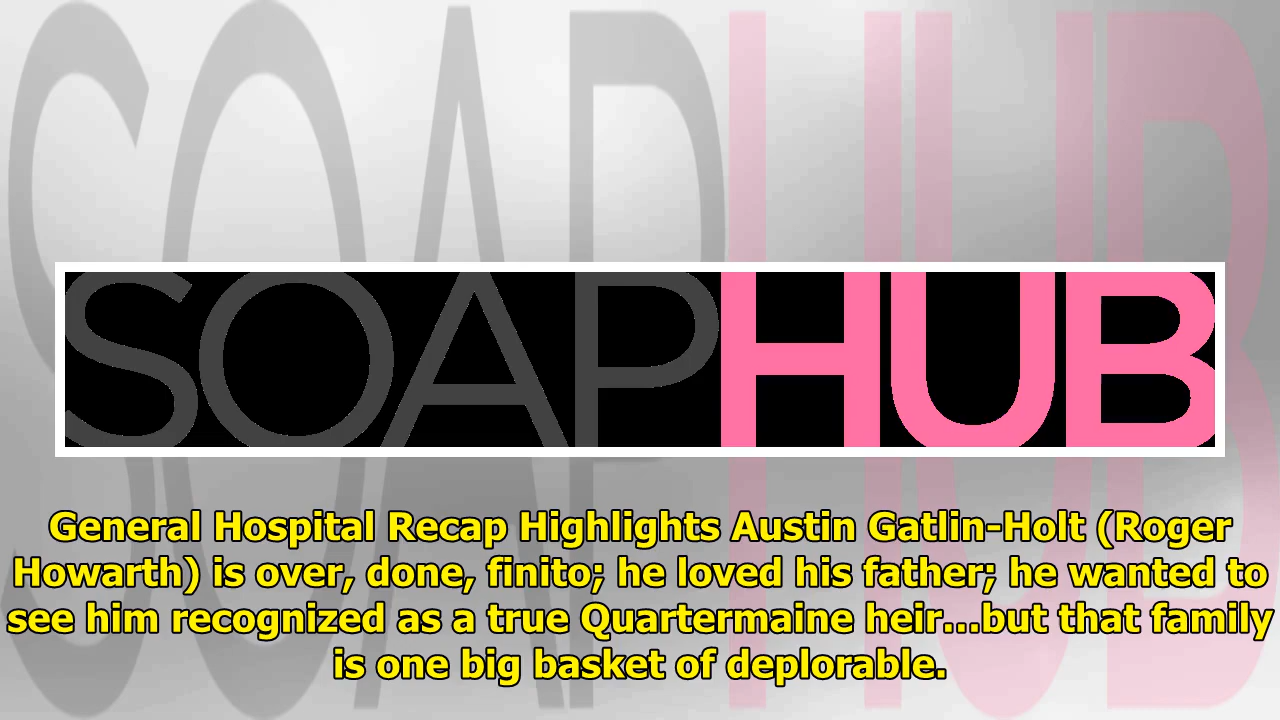 SOAPHUB
SOAPHUB
General Hospital Recap Highlights Austin Gatlin-Holt (Roger
Howarth) is over, done, finito; he loved his father; he wanted to
see him recognized as a true Quartermaine heir...but that family
is one big basket of deplorable.